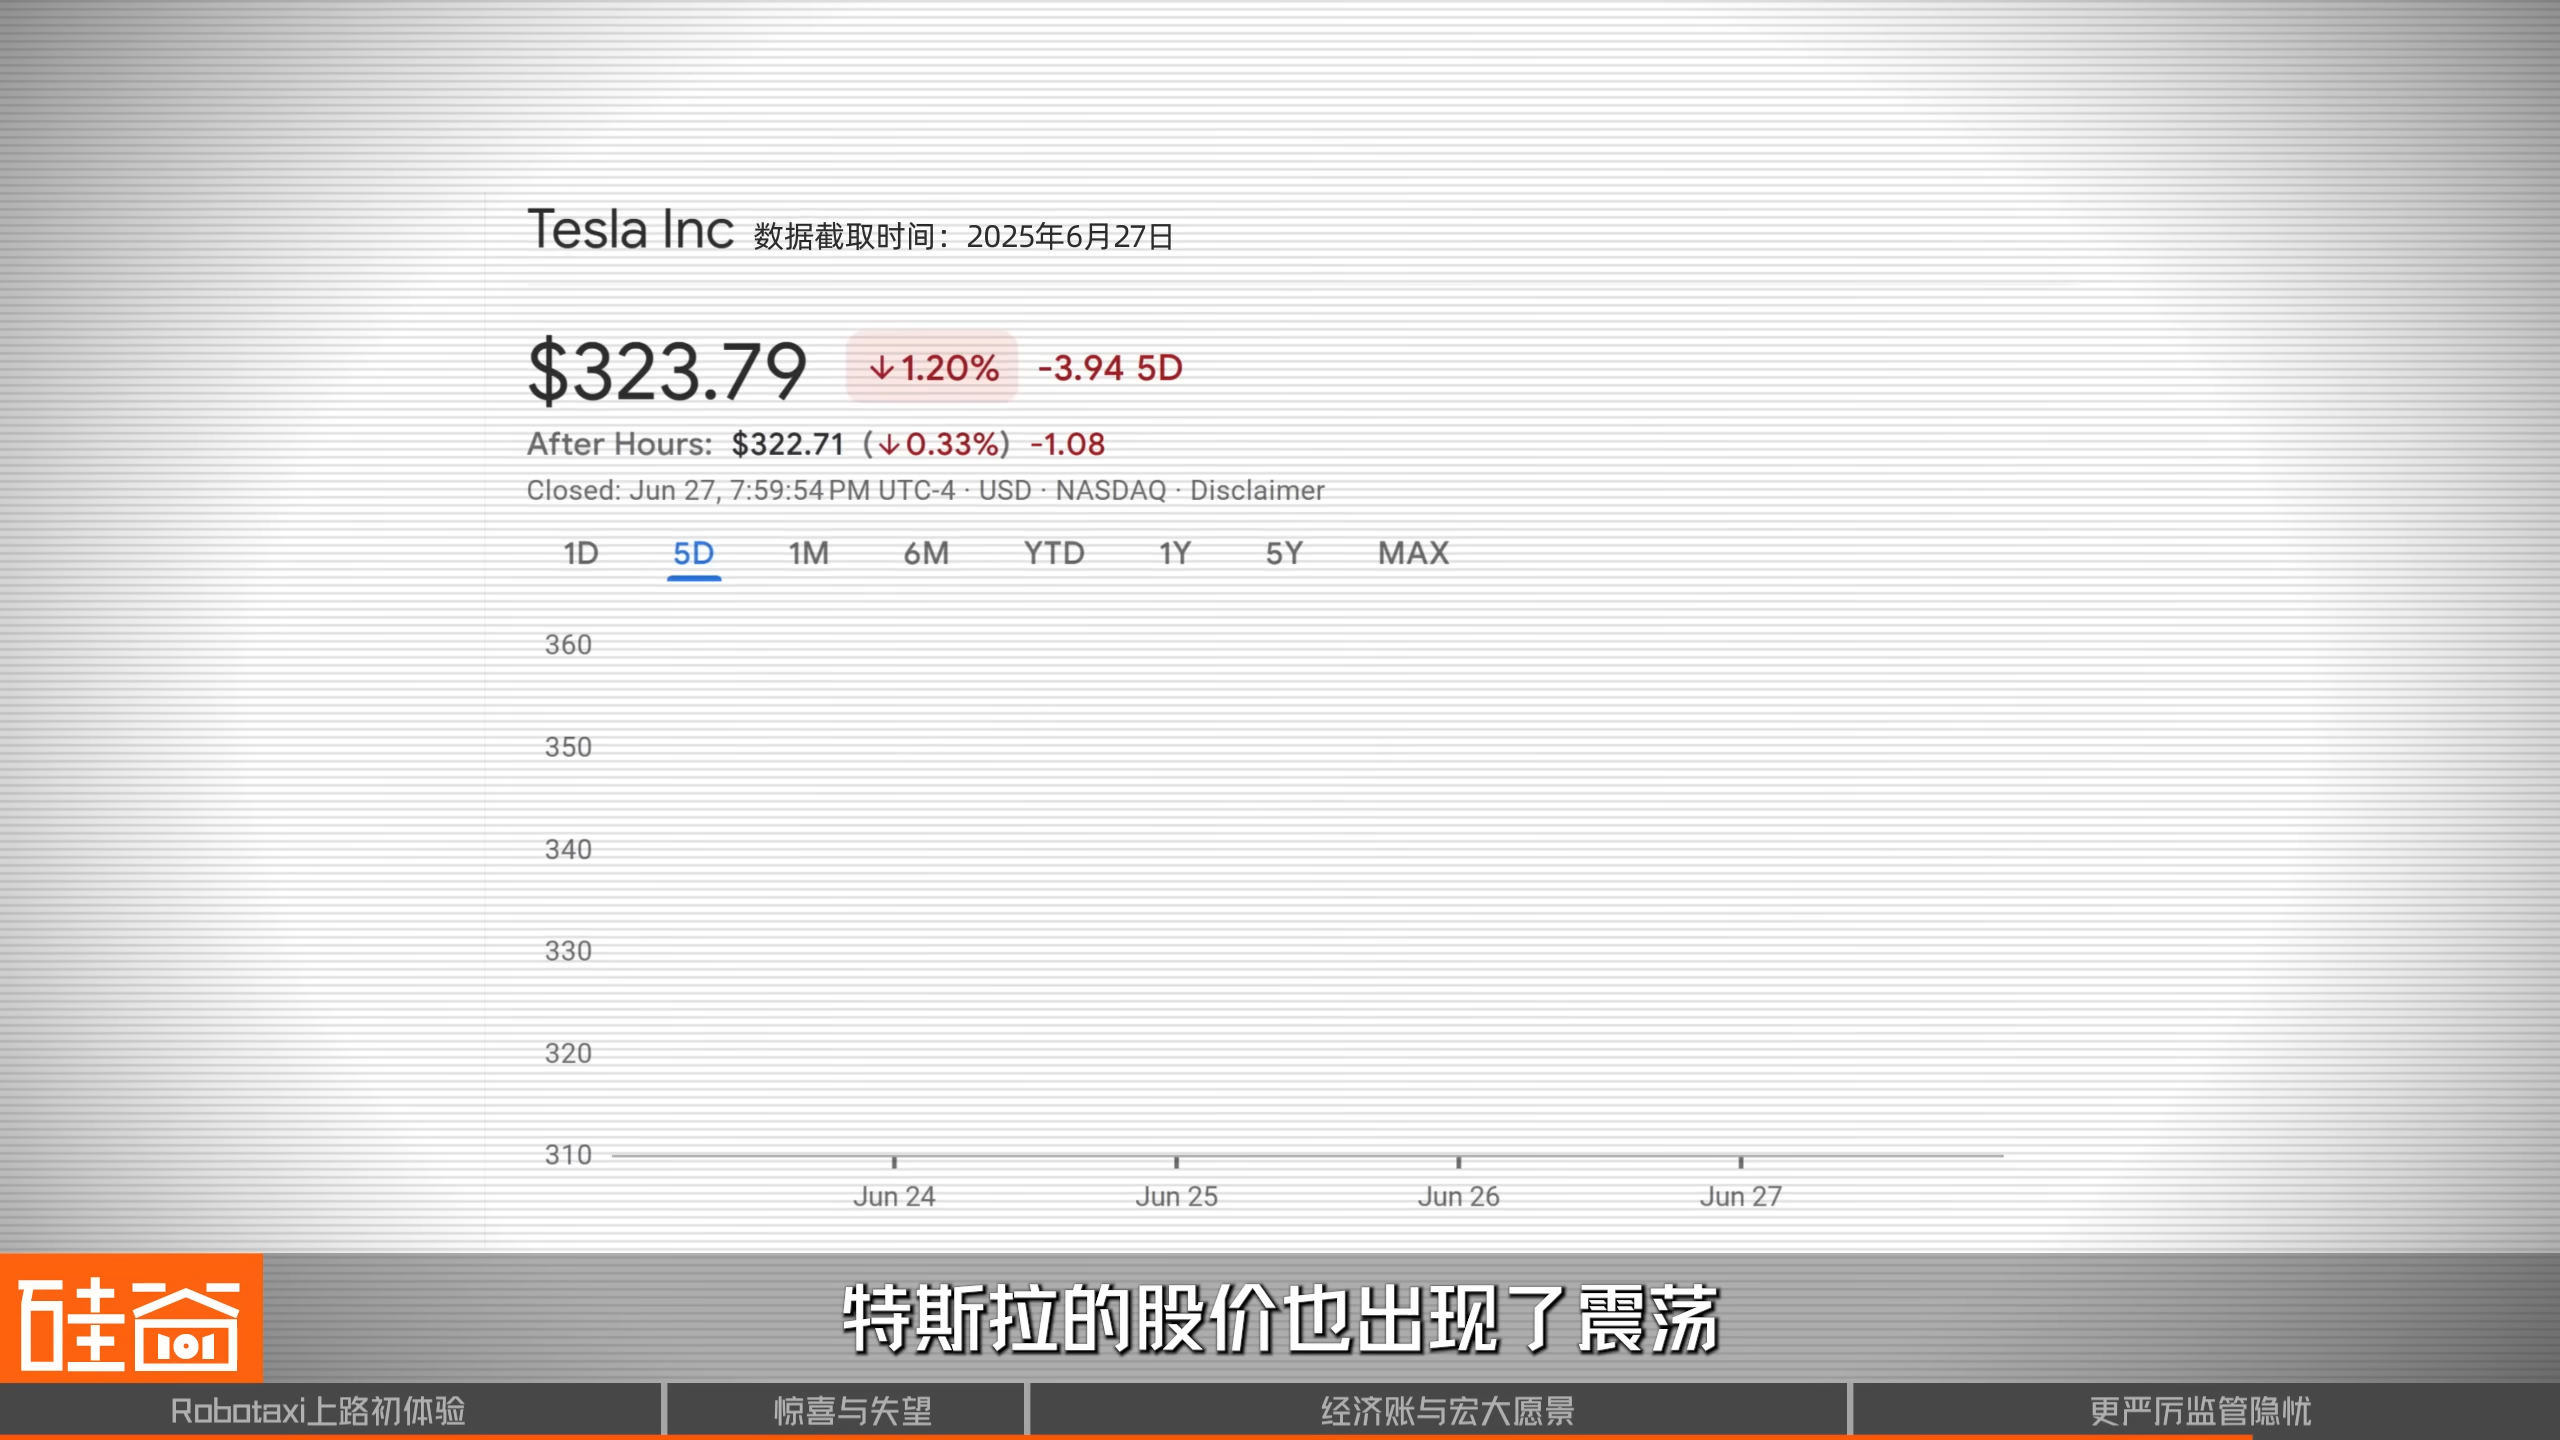 Tesla Inc 数据截取时间：2025年6月27日
$323.79 ↓1.20% -3.94 5D
After Hours: $322.71 (↓0.33%) -1.08
Closed: Jun 27, 7:59:54 PM UTC-4 · USD · NASDAQ · Disclaimer
1D 5D 1M 6M YTD 1Y 5Y MAX
360
350
340
330
320
310
Jun 24 Jun 25 Jun 26 Jun 27
硅谷101
特斯拉的股价也出现了震荡
Robotaxi上路初体验 惊喜与失望 经济账与宏大愿景 更严厉监管隐忧